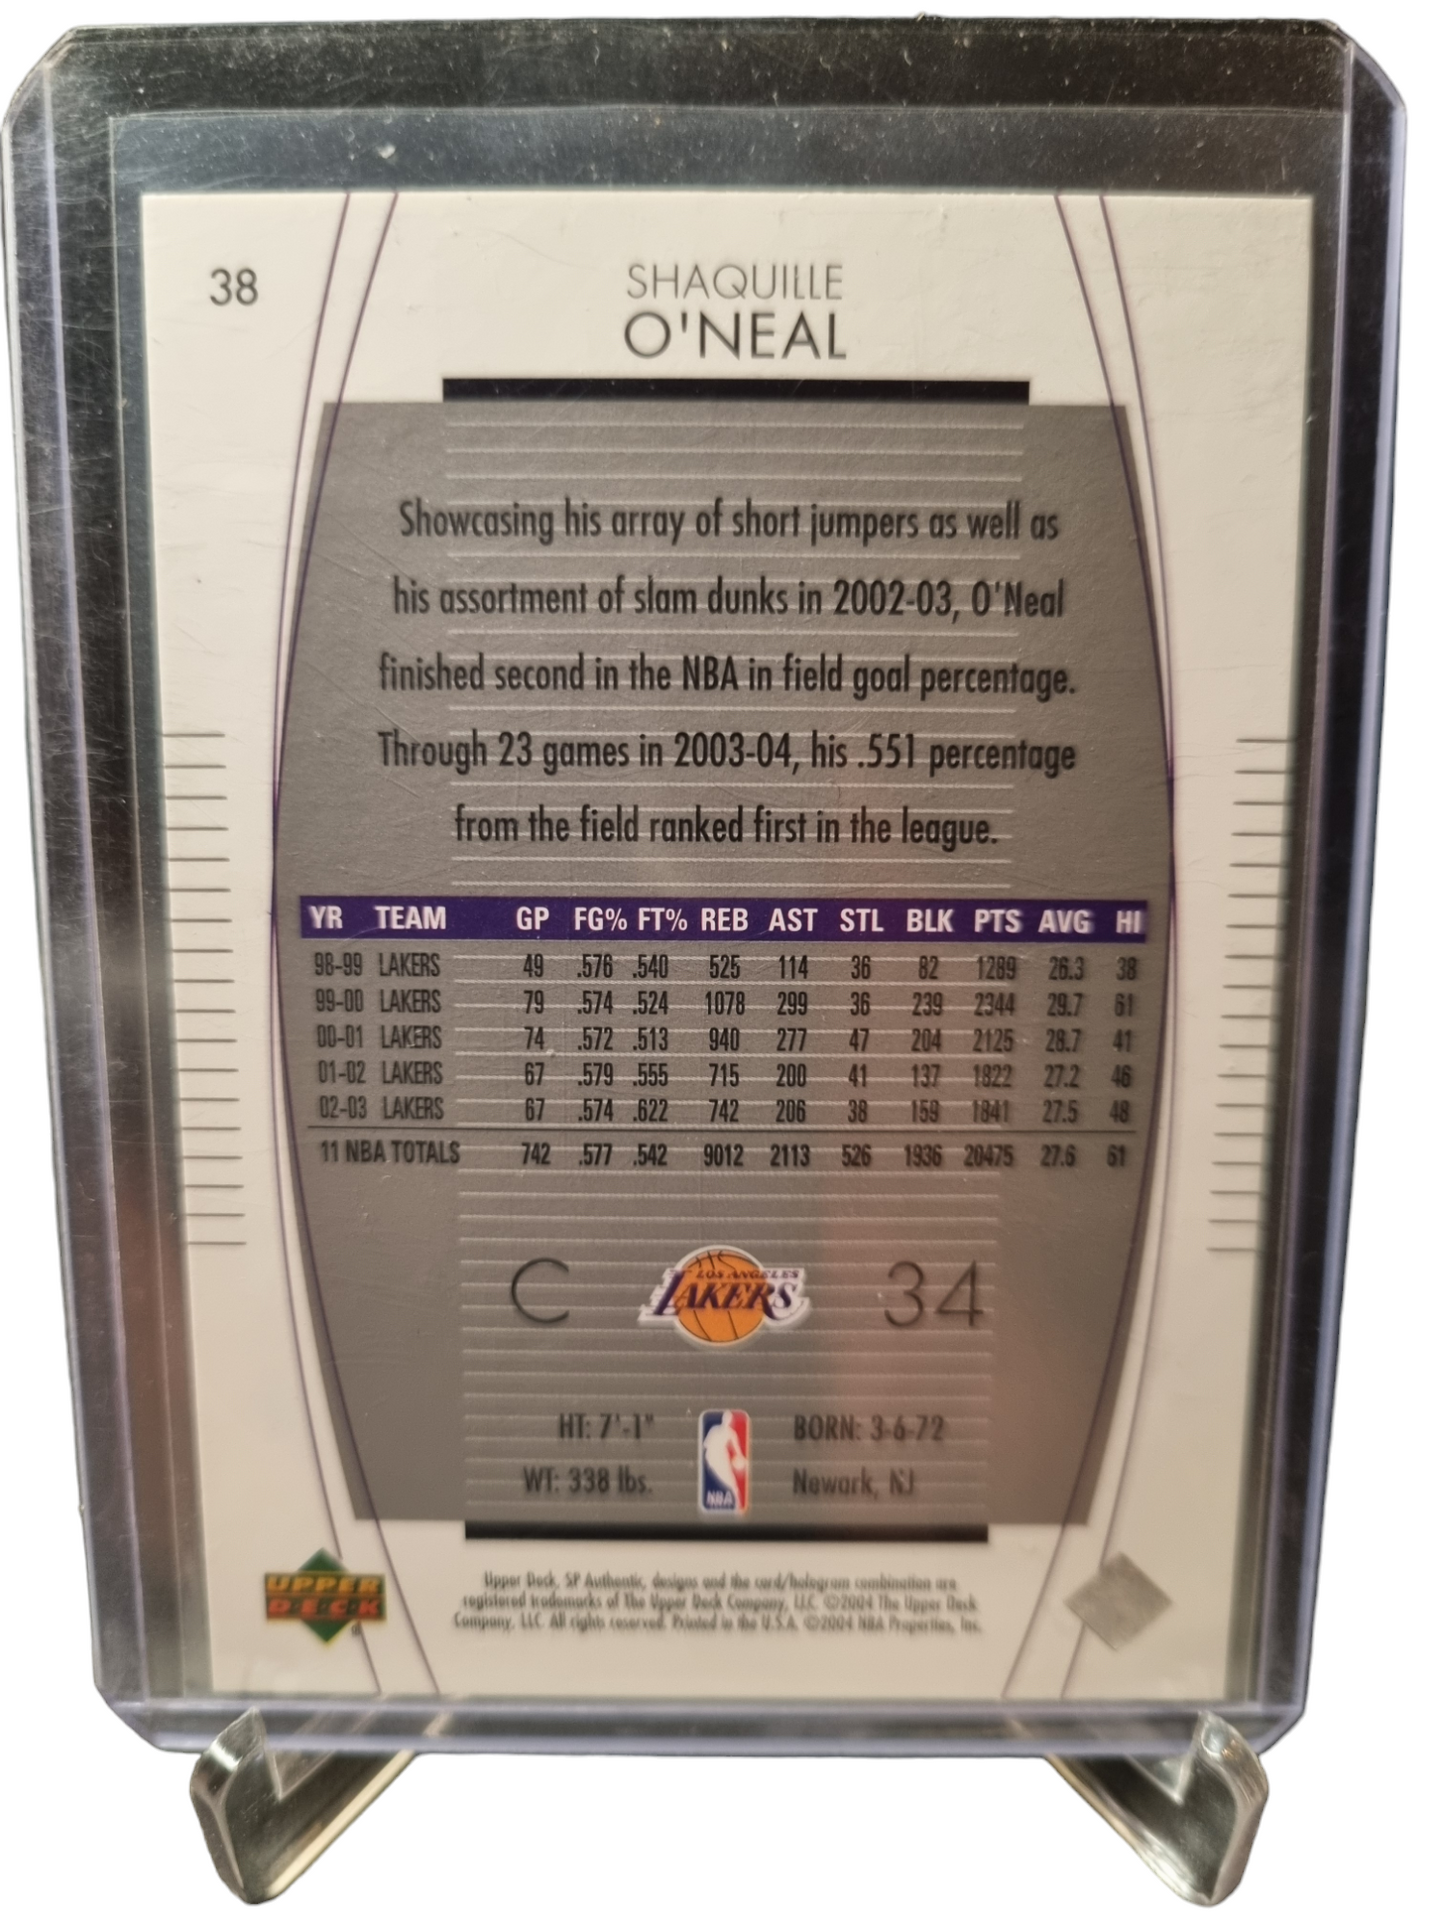 38
SHAQUILLE
O'NEAL
Showcasing his array of short jumpers as well as
his assortment of slam dunks in 2002-03, O'Neal
finished second in the NBA in field goal percentage.
Through 23 games in 2003-04, his .551 percentage
from the field ranked first in the league.
YR TEAM GP FG% FT% REB AST STL BLK PTS AVG HI
98-99 LAKERS 49 .576 .540 525 114 36 82 1289 26.3 38
99-00 LAKERS 79 .574 .524 1078 299 36 239 2344 29.7 61
00-01 LAKERS 74 .572 .513 940 277 47 204 2125 28.7 41
01-02 LAKERS 67 .579 .555 715 200 41 137 1822 27.2 46
02-03 LAKERS 67 .574 .622 742 206 38 159 1841 27.5 48
11 NBA TOTALS 742 .577 .542 9012 2113 526 1936 20475 27.6 61
C LOS ANGELES LAKERS 34
HT: 7'-1" BORN: 3-6-72
WT: 338 lbs. NBA Newark, NJ
UPPER
DECK
Upper Deck, SP Authentic, designs and the card/hologram combination are
registered trademarks of The Upper Deck Company, LLC. ©2004 The Upper Deck
Company, LLC. All rights reserved. Printed in the U.S.A. ©2004 NBA Properties, Inc.